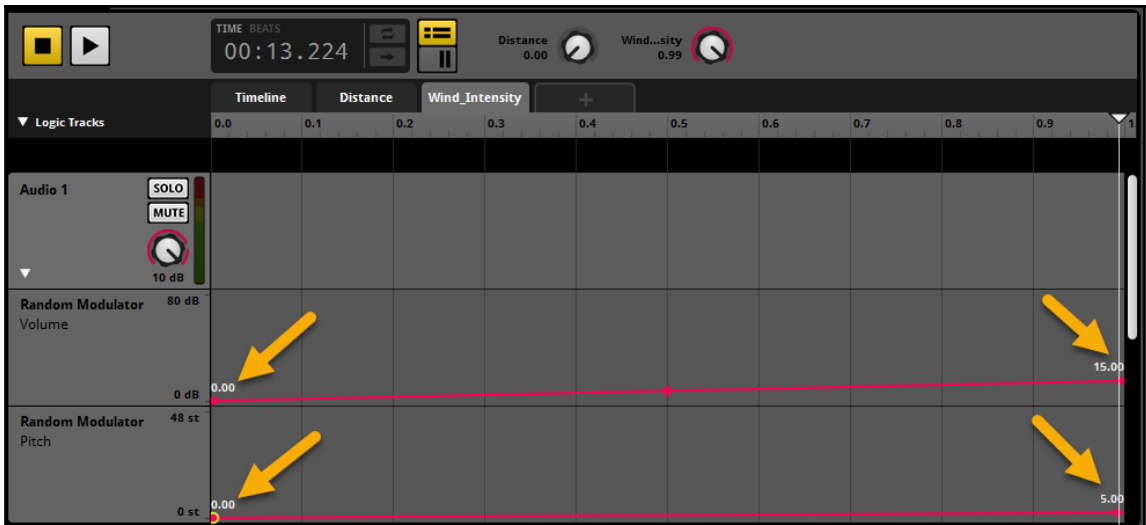 TIME BEATS
00:13.224
Distance
0.00
Wind...sity
0.99
Timeline
Distance
Wind_Intensity
+
Logic Tracks
0.0 0.1 0.2 0.3 0.4 0.5 0.6 0.7 0.8 0.9 1
Audio 1
SOLO
MUTE
10 dB
Random Modulator 80 dB
Volume
15.00
0.00
0 dB
Random Modulator 48 st
Pitch
0.00 5.00
0 st